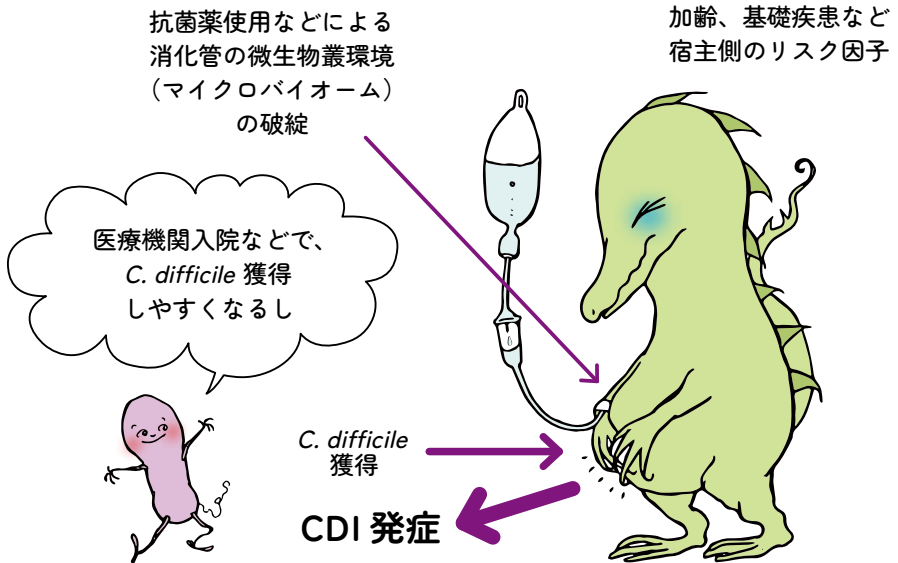 抗菌薬使用などによる
消化管の微生物叢環境
（マイクロバイオーム）
の破綻
加齢、基礎疾患など
宿主側のリスク因子
医療機関入院などで、
C. difficile 獲得
しやすくなるし
C. difficile
獲得
CDI 発症